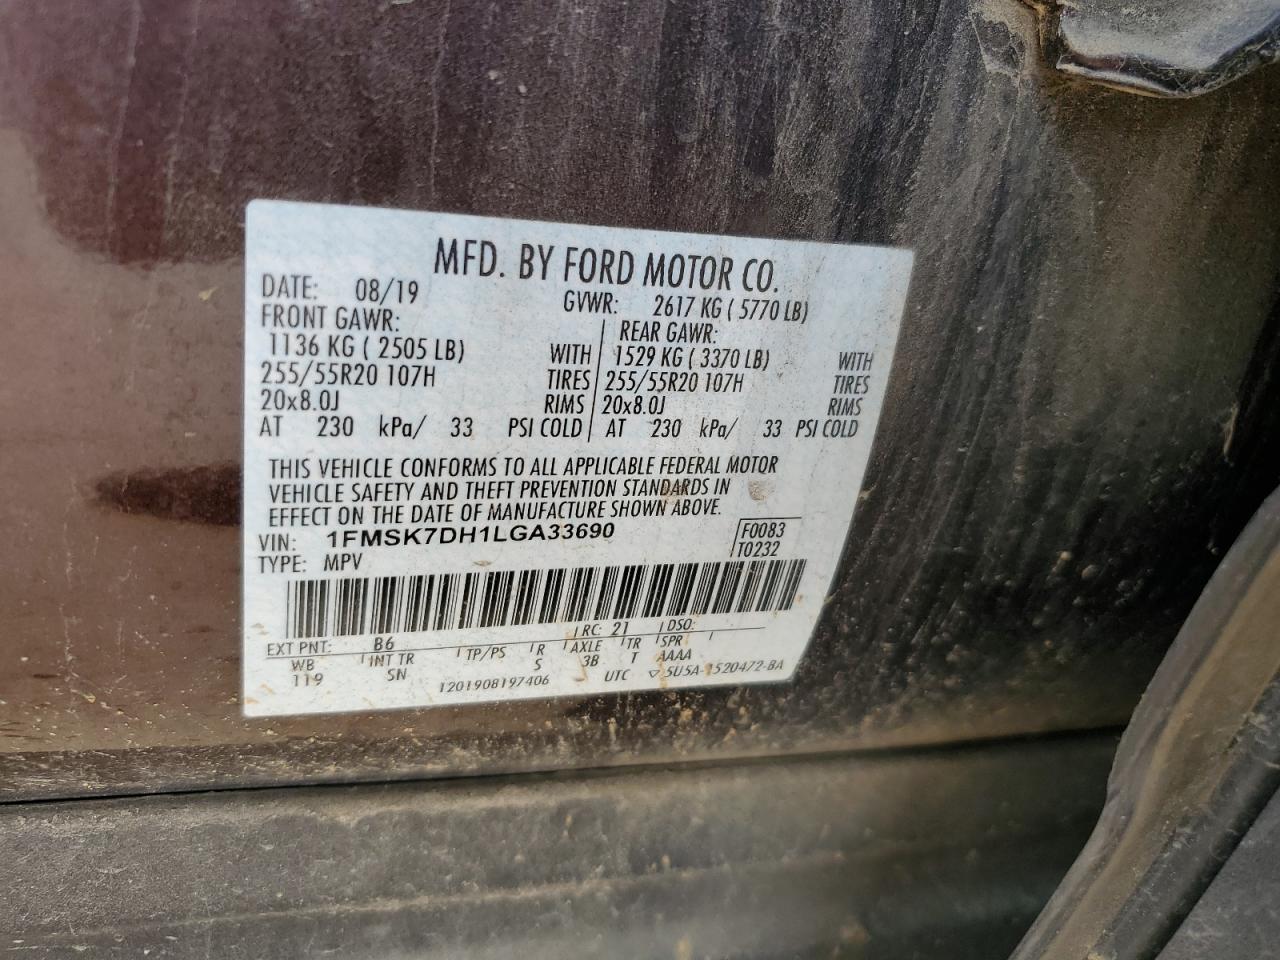 MFD. BY FORD MOTOR CO.
DATE: 08/19 GVWR: 2617 KG ( 5770 LB)
FRONT GAWR: REAR GAWR:
1136 KG ( 2505 LB) WITH 1529 KG ( 3370 LB) WITH
255/55R20 107H TIRES 255/55R20 107H TIRES
20x8.0J RIMS 20x8.0J RIMS
AT 230 kPa/ 33 PSI COLD AT 230 kPa/ 33 PSI COLD
THIS VEHICLE CONFORMS TO ALL APPLICABLE FEDERAL MOTOR
VEHICLE SAFETY AND THEFT PREVENTION STANDARDS IN
EFFECT ON THE DATE OF MANUFACTURE SHOWN ABOVE.
VIN: 1FMSK7DH1LGA33690 F0083
TYPE: MPV T0232
EXT PNT: B6 RC: 21 DSO:
WB INT TR TP/PS R AXLE TR SPR
119 SN S 3B T AAAA
1201908197406 UTC ▽5U5A-1520472-BA